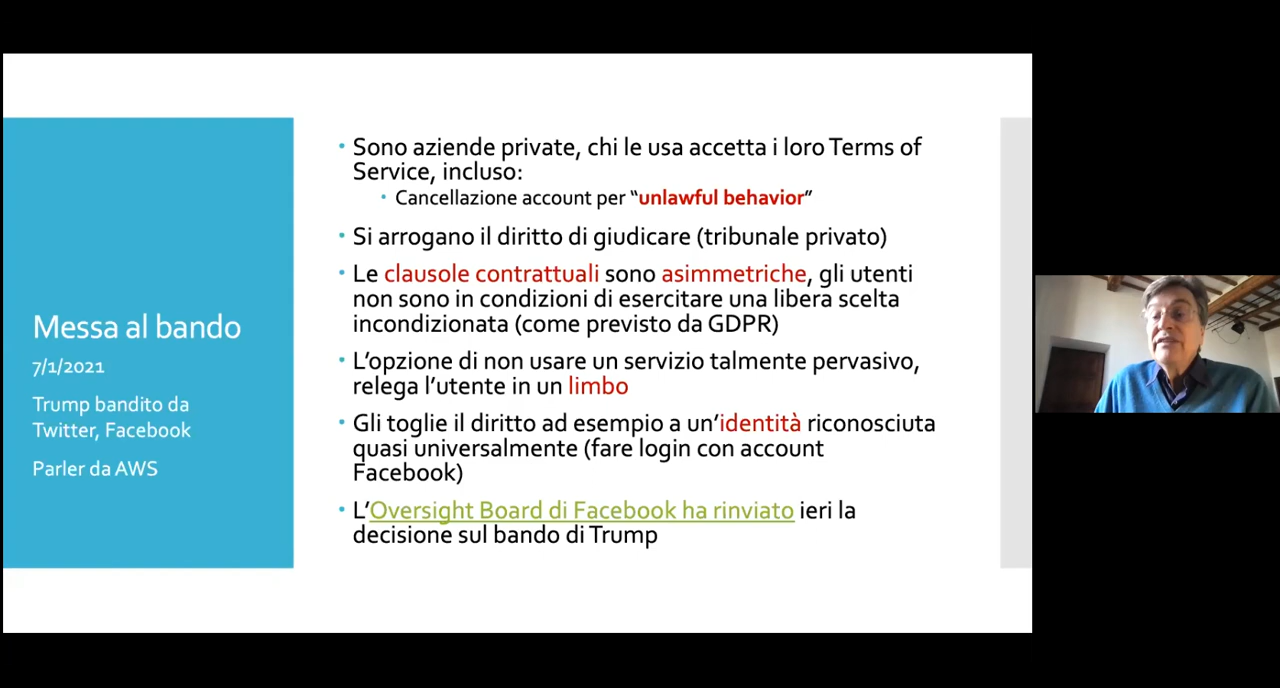 Messa al bando
7/1/2021
Trump bandito da
Twitter, Facebook
Parler da AWS
• Sono aziende private, chi le usa accetta i loro Terms of
Service, incluso:
• Cancellazione account per “unlawful behavior”
• Si arrogano il diritto di giudicare (tribunale privato)
• Le clausole contrattuali sono asimmetriche, gli utenti
non sono in condizioni di esercitare una libera scelta
incondizionata (come previsto da GDPR)
• L’opzione di non usare un servizio talmente pervasivo,
relega l’utente in un limbo
• Gli toglie il diritto ad esempio a un’identità riconosciuta
quasi universalmente (fare login con account
Facebook)
• L’Oversight Board di Facebook ha rinviato ieri la
decisione sul bando di Trump